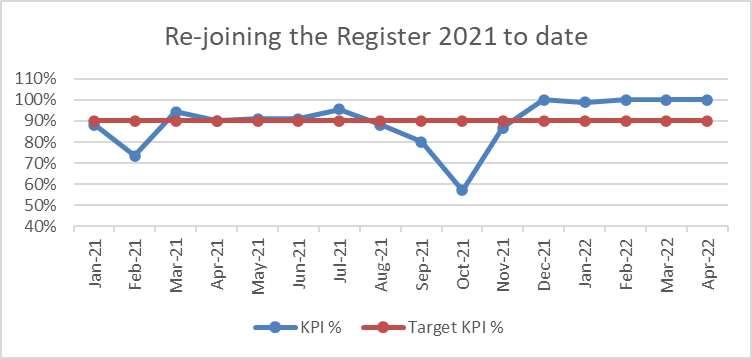 Re-joining the Register 2021 to date
110%
100%
90%
80%
70%
60%
50%
40%
Jan-21
Feb-21
Mar-21
Apr-21
May-21
Jun-21
Jul-21
Aug-21
Sep-21
Oct-21
Nov-21
Dec-21
Jan-22
Feb-22
Mar-22
Apr-22
KPI % Target KPI %